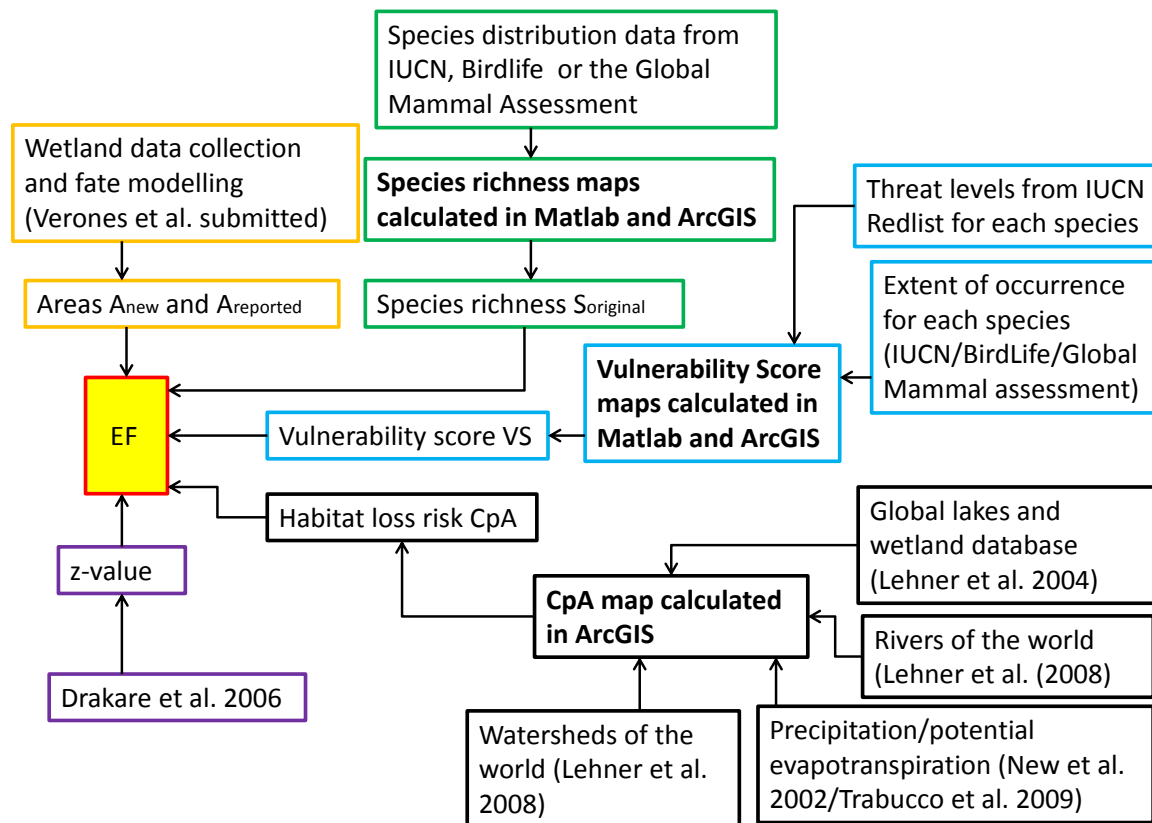 Species distribution data from
IUCN, Birdlife or the Global
Mammal Assessment
Wetland data collection
and fate modelling
(Verones et al. submitted)
Species richness maps
calculated in Matlab and ArcGIS
Threat levels from IUCN
Redlist for each species
Areas Anew and Areported
Species richness Soriginal
Extent of occurrence
for each species
(IUCN/BirdLife/Global
Mammal assessment)
Vulnerability Score
maps calculated in
Matlab and ArcGIS
EF
Vulnerability score VS
Habitat loss risk CpA
Global lakes and
wetland database
(Lehner et al. 2004)
z-value
CpA map calculated
in ArcGIS
Rivers of the world
(Lehner et al. (2008)
Drakare et al. 2006
Watersheds of the
world (Lehner et al.
2008)
Precipitation/potential
evapotranspiration (New et al.
2002/Trabucco et al. 2009)